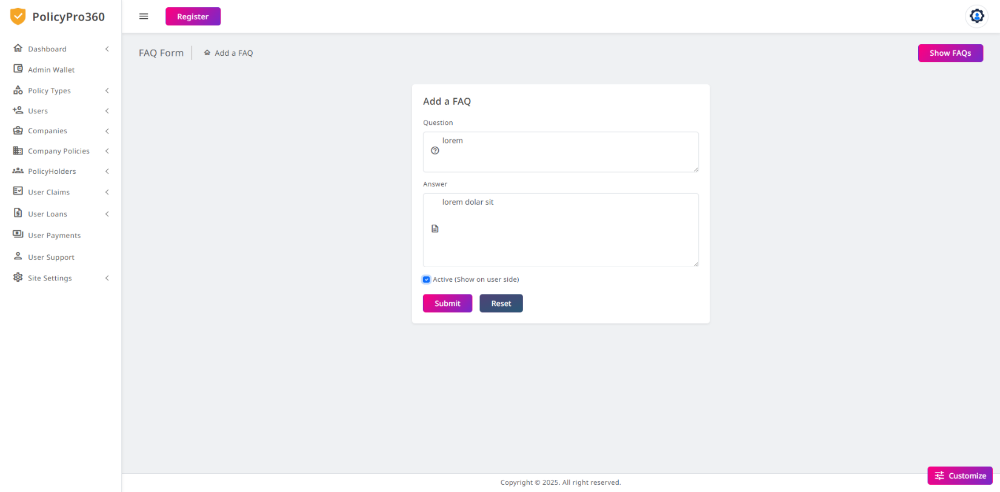 PolicyPro360
Register
Dashboard
Admin Wallet
Policy Types
Users
Companies
Company Policies
PolicyHolders
User Claims
User Loans
User Payments
User Support
Site Settings
FAQ Form
Add a FAQ
Show FAQs
Add a FAQ
Question
lorem
Answer
lorem dolar sit
Active (Show on user side)
Submit
Reset
Customize
Copyright © 2025. All right reserved.